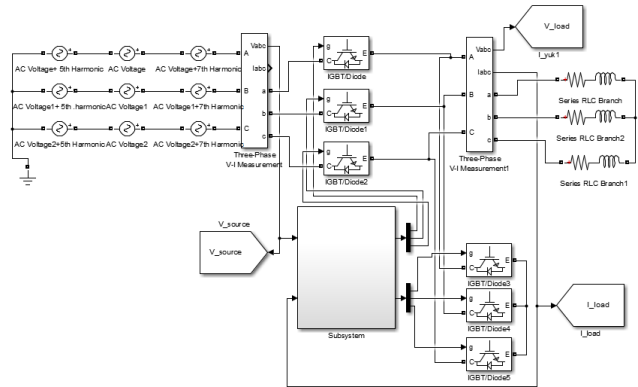 V_load
I_yuk1
Vabc
Iabc
A
a
B
b
C
c
Three-Phase
V-I Measurement
AC Voltage+ 5th Harmonic
AC Voltage
AC Voltage+7th Harmonic
AC Voltage1+ 5th .harmonic
AC Voltage1
AC Voltage1+7th Harmonic
AC Voltage2+5th Harmonic
AC Voltage2
AC Voltage2+7th Harmonic
g
C
E
IGBT/Diode
g
C
E
IGBT/Diode1
g
C
E
IGBT/Diode2
Vabc
A
Iabc
a
B
b
C
c
Three-Phase
V-I Measurement1
Series RLC Branch
Series RLC Branch2
Series RLC Branch1
V_source
V_source
Subsystem
g
C
E
IGBT/Diode3
g
C
E
IGBT/Diode4
g
C
E
IGBT/Diode5
I_load
I_load